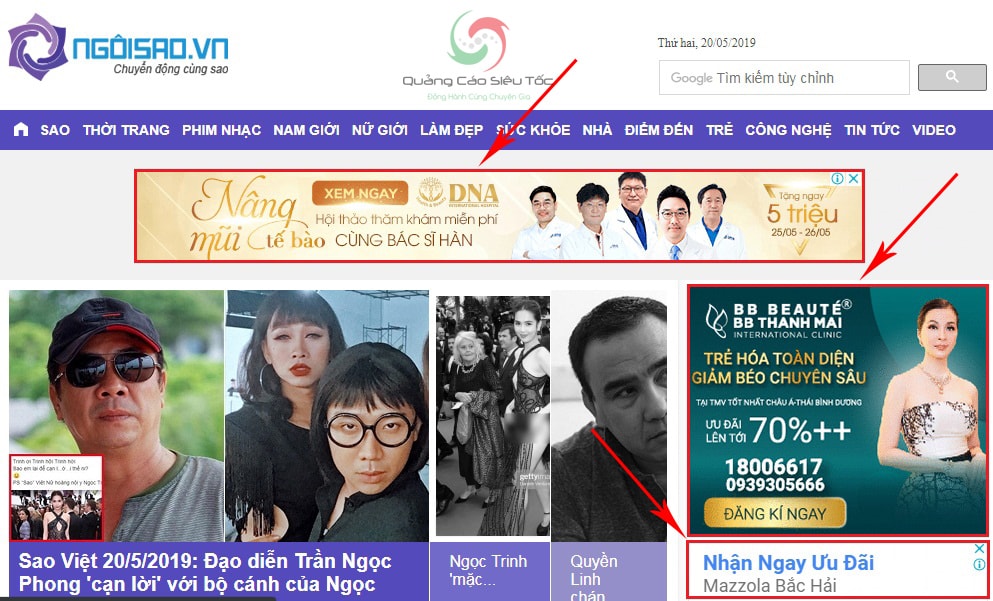 NGÔISAO.VN
Chuyển động cùng sao
Quảng Cáo Siêu Tốc
Đồng Hành Cùng Chuyên Gia
Thứ hai, 20/05/2019
Google Tìm kiếm tùy chỉnh
SAO THỜI TRANG PHIM NHẠC NAM GIỚI NỮ GIỚI LÀM ĐẸP SỨC KHỎE NHÀ ĐIỂM ĐẾN TRẺ CÔNG NGHỆ TIN TỨC VIDEO
Nâng mũi tế bào
XEM NGAY
DNA
INTERNATIONAL HOSPITAL
Hội thảo thăm khám miễn phí
CÙNG BÁC SĨ HÀN
Tặng ngay
5 triệu
25/05 - 26/05
BB BEAUTÉ®
BB THANH MAI
INTERNATIONAL CLINIC
TRẺ HÓA TOÀN DIỆN
GIẢM BÉO CHUYÊN SÂU
TẠI TMV TỐT NHẤT CHÂU Á-THÁI BÌNH DƯƠNG
ƯU ĐÃI
LÊN TỚI 70%++
18006617
0939305666
ĐĂNG KÍ NGAY
gettyima
Sao Việt 20/5/2019: Đạo diễn Trần Ngọc
Phong 'cạn lời' với bộ cánh của Ngọc
Ngọc Trinh
'mặc...
Quyền
Linh
chán
Nhận Ngay Ưu Đãi
Mazzola Bắc Hải